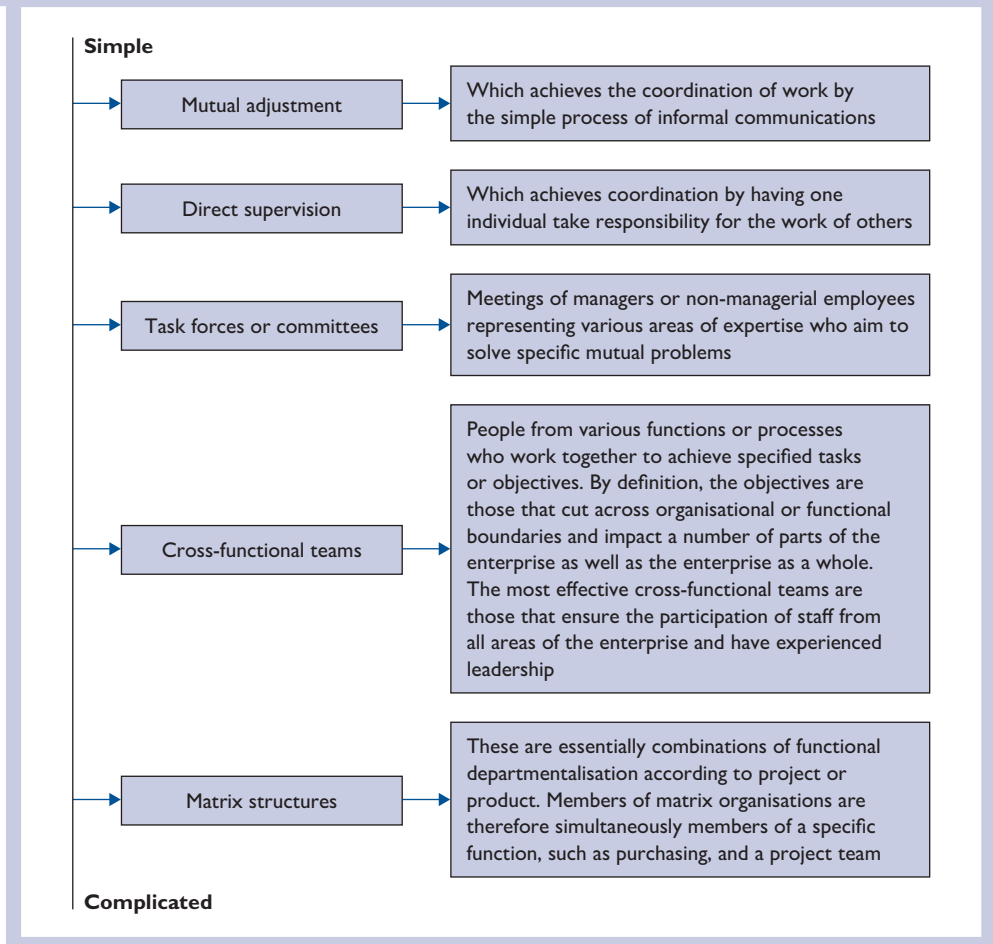 Simple
Mutual adjustment
Which achieves the coordination of work by
the simple process of informal communications
Direct supervision
Which achieves coordination by having one
individual take responsibility for the work of others
Task forces or committees
Meetings of managers or non-managerial employees
representing various areas of expertise who aim to
solve specific mutual problems
Cross-functional teams
People from various functions or processes
who work together to achieve specified tasks
or objectives. By definition, the objectives are
those that cut across organisational or functional
boundaries and impact a number of parts of the
enterprise as well as the enterprise as a whole.
The most effective cross-functional teams are
those that ensure the participation of staff from
all areas of the enterprise and have experienced
leadership
Matrix structures
These are essentially combinations of functional
departmentalisation according to project or
product. Members of matrix organisations are
therefore simultaneously members of a specific
function, such as purchasing, and a project team
Complicated